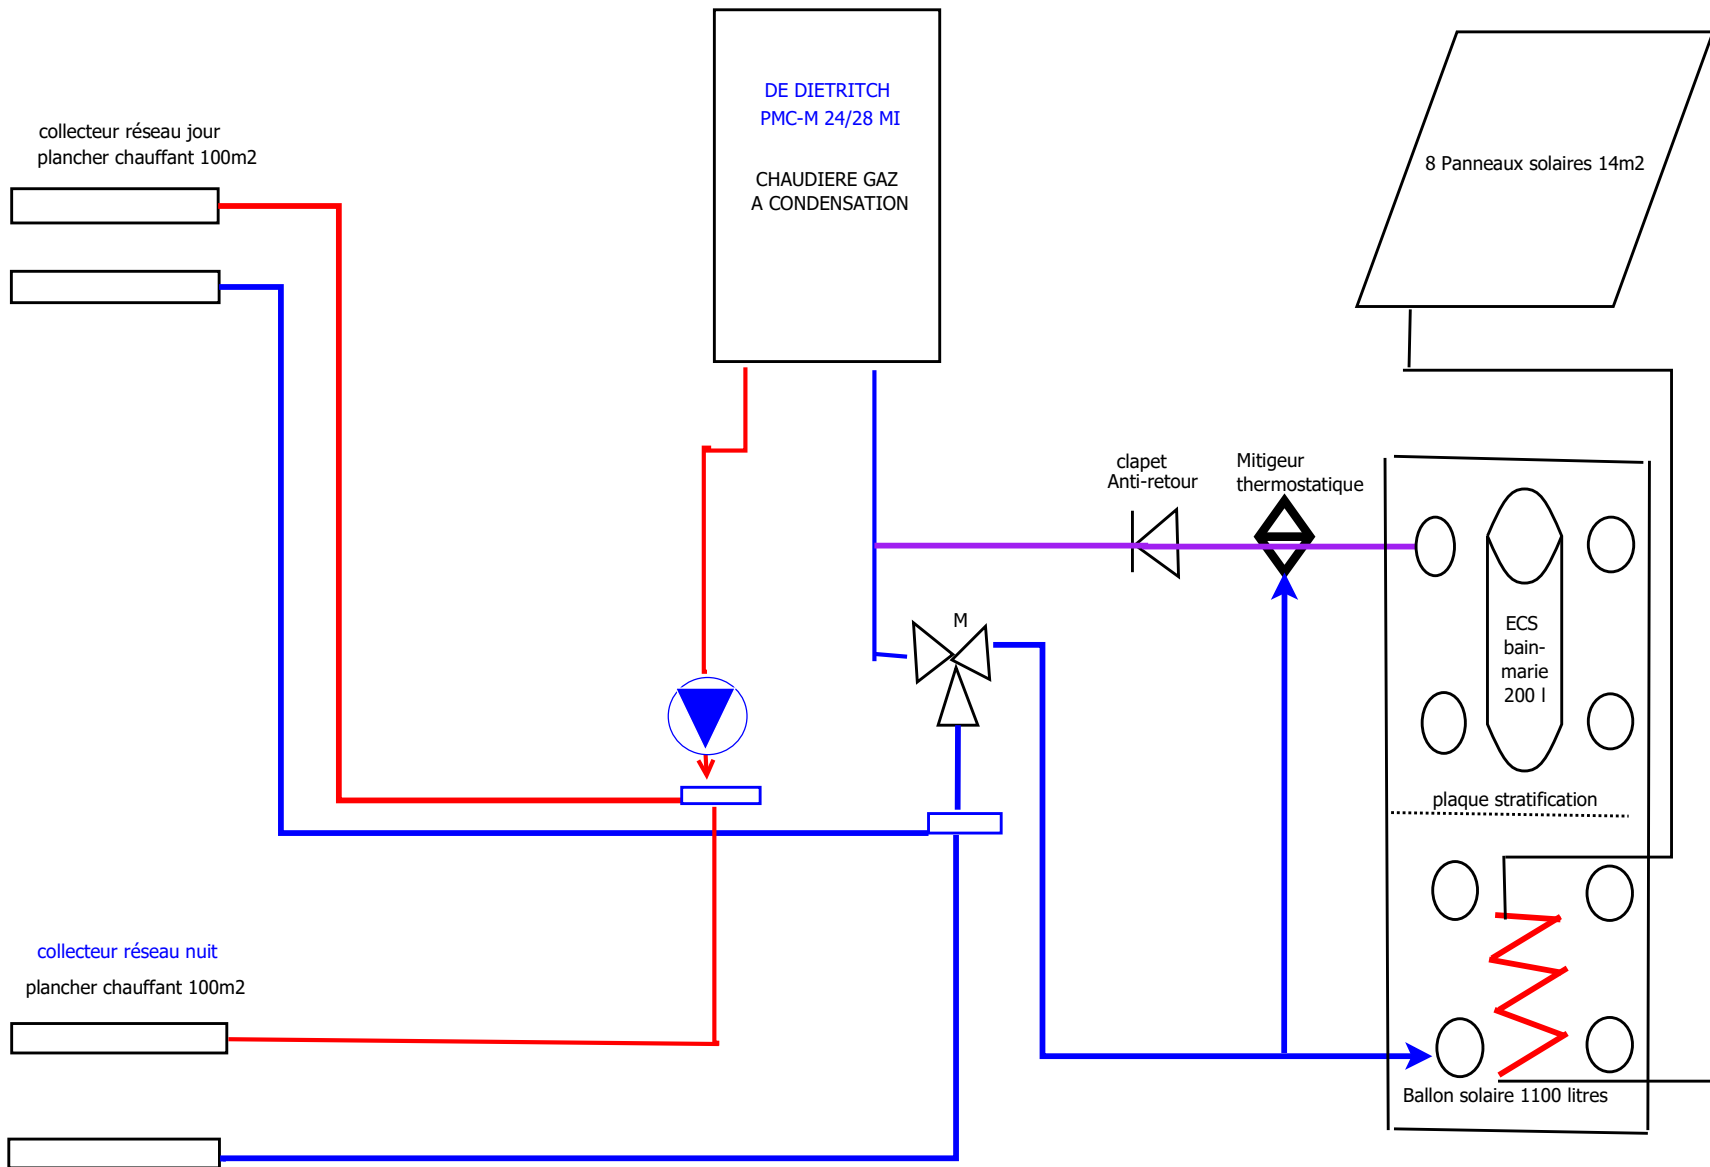 DE DIETRITCH
PMC-M 24/28 MI
CHAUDIERE GAZ
A CONDENSATION
collecteur réseau jour
plancher chauffant 100m2
8 Panneaux solaires 14m2
clapet
Anti-retour
Mitigeur
thermostatique
M
ECS
bain-
marie
200 l
plaque stratification
collecteur réseau nuit
plancher chauffant 100m2
Ballon solaire 1100 litres